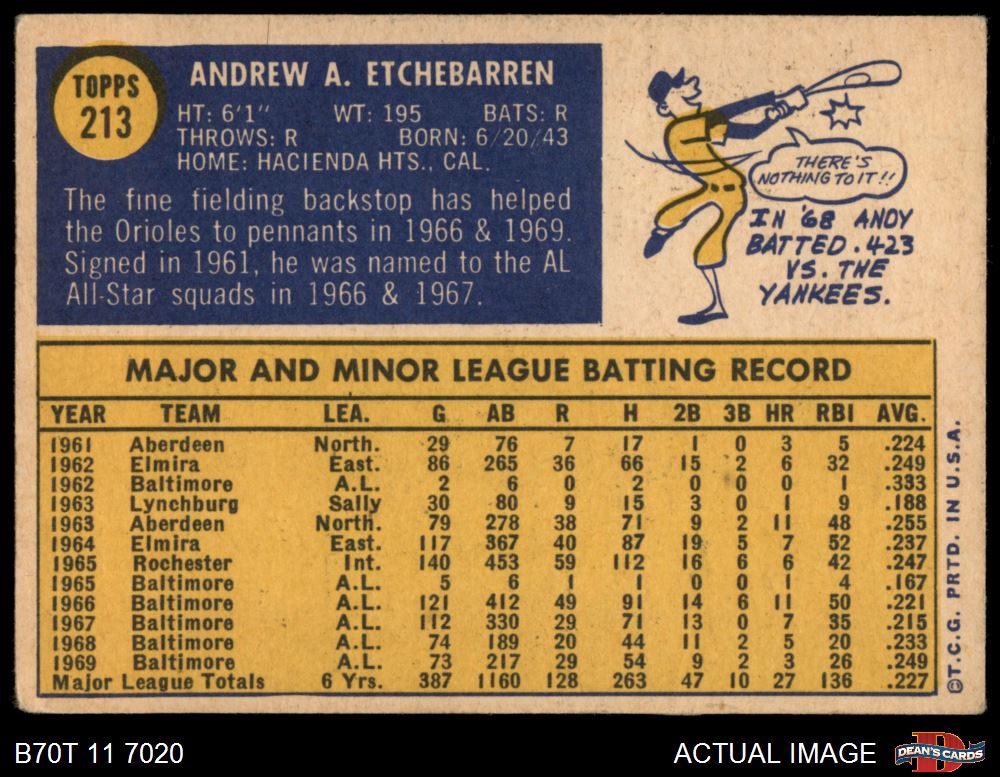 TOPPS
213
ANDREW A. ETCHEBARREN
HT: 6'1" WT: 195 BATS: R
THROWS: R BORN: 6/20/43
HOME: HACIENDA HTS., CAL.
The fine fielding backstop has helped
the Orioles to pennants in 1966 & 1969.
Signed in 1961, he was named to the AL
All-Star squads in 1966 & 1967.
THERE'S
NOTHING TO IT!!
IN '68 ANDY
BATTED .423
VS. THE
YANKEES.
MAJOR AND MINOR LEAGUE BATTING RECORD
YEAR TEAM LEA. G AB R H 2B 3B HR RBI AVG.
1961 Aberdeen North. 29 76 7 17 1 0 3 5 .224
1962 Elmira East. 86 265 36 66 15 2 6 32 .249
1962 Baltimore A.L. 2 6 0 2 0 0 0 1 .333
1963 Lynchburg Sally 30 80 9 15 3 0 1 9 .188
1963 Aberdeen North. 79 278 38 71 9 2 11 48 .255
1964 Elmira East. 117 367 40 87 19 5 7 52 .237
1965 Rochester Int. 140 453 59 112 16 6 6 42 .247
1965 Baltimore A.L. 5 6 1 1 0 0 1 4 .167
1966 Baltimore A.L. 121 412 49 91 14 6 11 50 .221
1967 Baltimore A.L. 112 330 29 71 13 0 7 35 .215
1968 Baltimore A.L. 74 189 20 44 11 2 5 20 .233
1969 Baltimore A.L. 73 217 29 54 9 2 3 26 .249
Major League Totals 6 Yrs. 387 1160 128 263 47 10 27 136 .227
©T.C.G. PRTD. IN U.S.A.
B70T 11 7020
ACTUAL IMAGE
D
DEAN'S CARDS